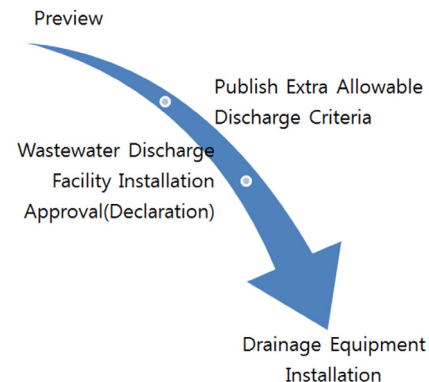 Preview
Publish Extra Allowable
Discharge Criteria
Wastewater Discharge
Facility Installation
Approval(Declaration)
Drainage Equipment
Installation